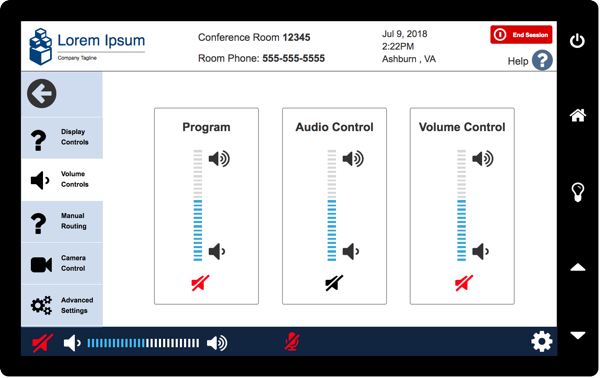 Lorem Ipsum
Company Tagline
Conference Room 12345
Room Phone: 555-555-5555
Jul 9, 2018
2:22PM
Ashburn , VA
End Session
Help ?
Display
Controls
Volume
Controls
Manual
Routing
Camera
Control
Advanced
Settings
Program
Audio Control
Volume Control